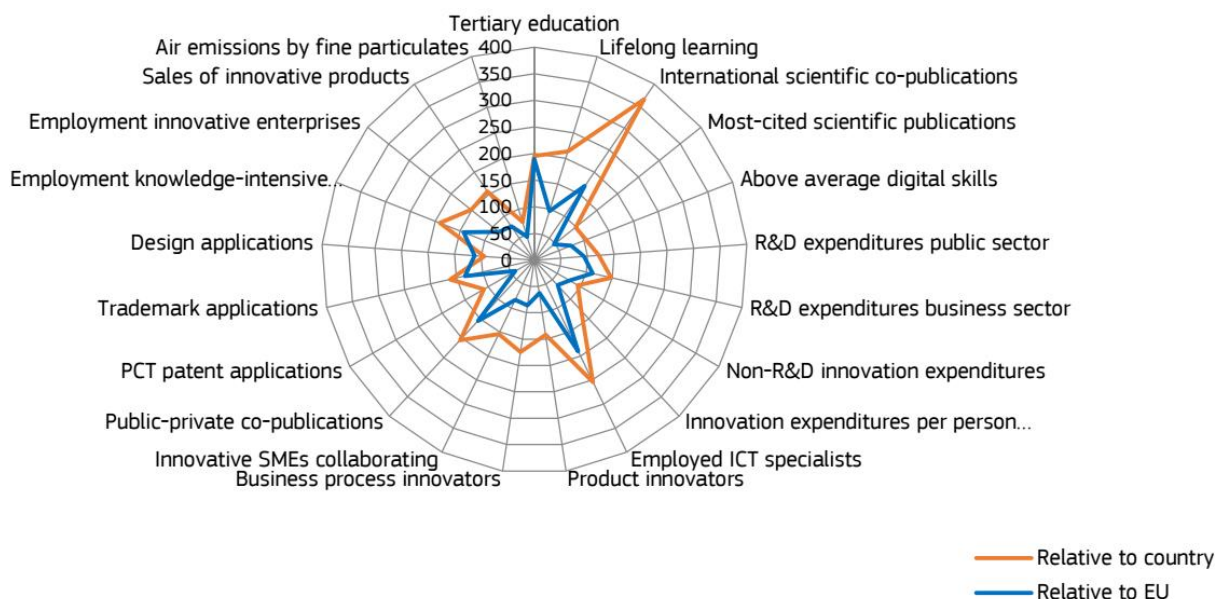 Tertiary education
Lifelong learning
International scientific co-publications
Most-cited scientific publications
Above average digital skills
R&D expenditures public sector
R&D expenditures business sector
Non-R&D innovation expenditures
Innovation expenditures per person...
Employed ICT specialists
Product innovators
Business process innovators
Innovative SMEs collaborating
Public-private co-publications
PCT patent applications
Trademark applications
Design applications
Employment knowledge-intensive...
Employment innovative enterprises
Sales of innovative products
Air emissions by fine particulates
400
350
300
250
200
150
100
50
0
Relative to country
Relative to EU